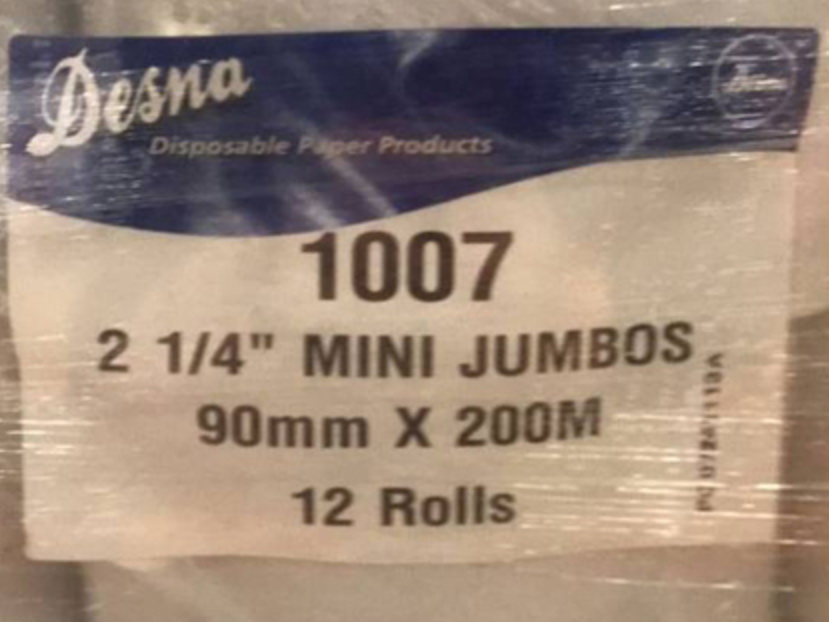 Desna
Disposable Paper Products
1007
2 1/4" MINI JUMBOS
90mm X 200M
12 Rolls